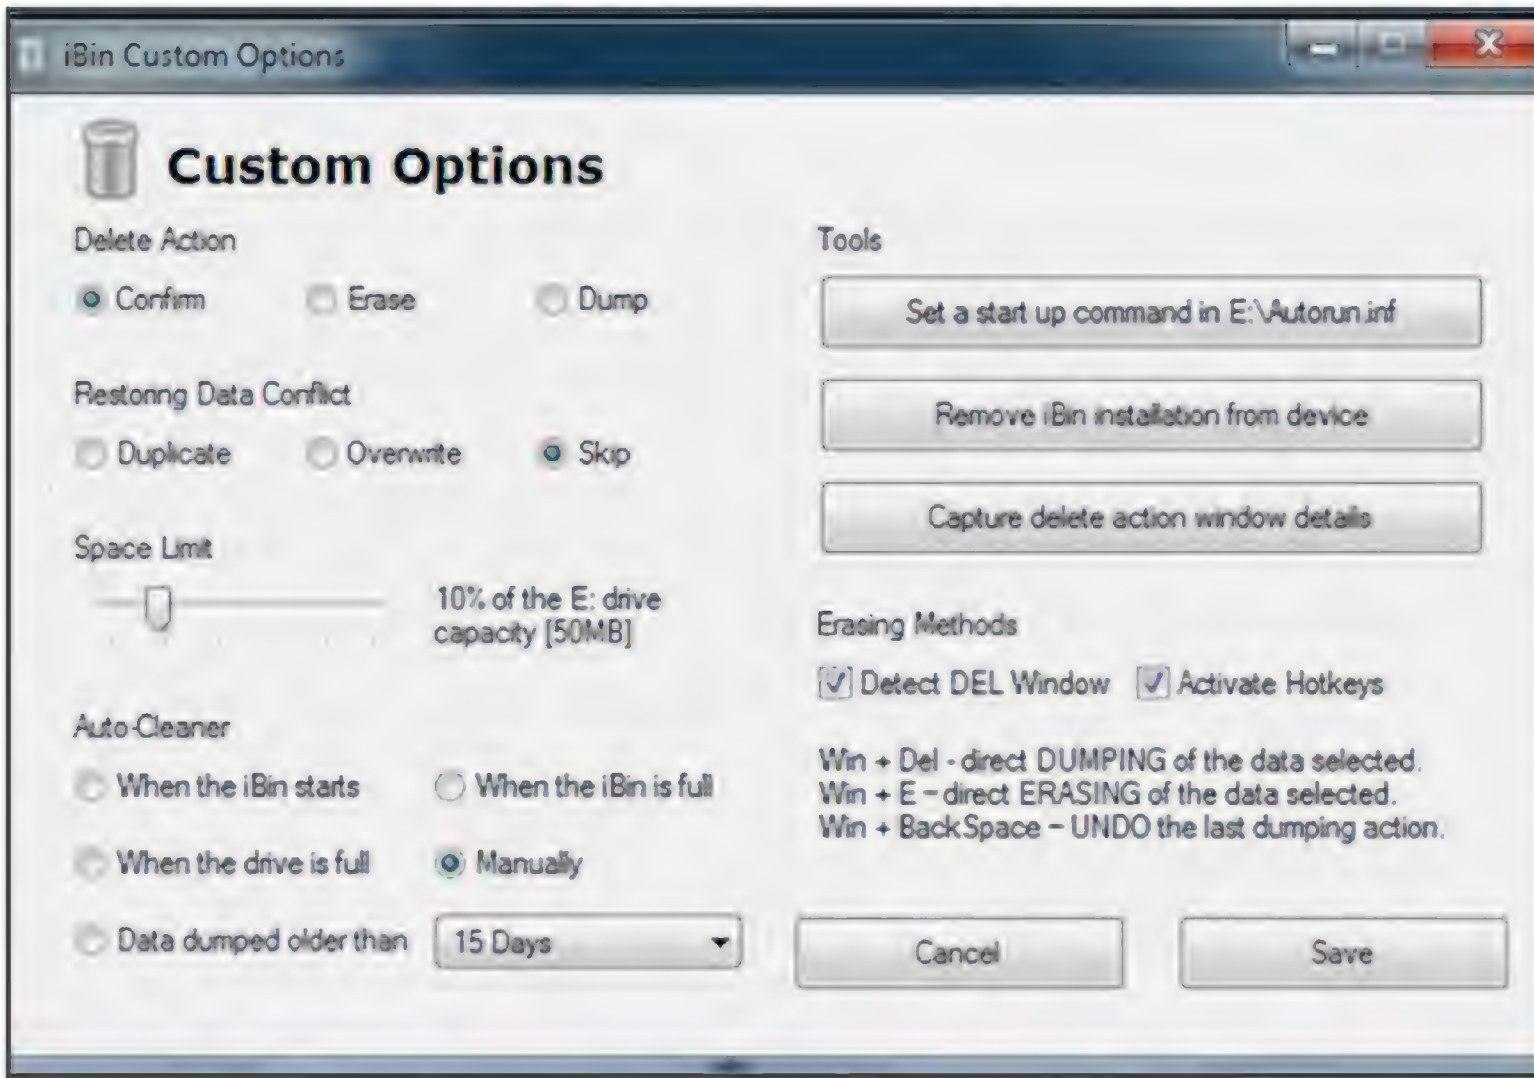 iBin Custom Options
Custom Options
Delete Action
Confirm Erase Dump
Restoring Data Conflict
Duplicate Overwrite Skip
Space Limit
10% of the E: drive
capacity [50MB]
Auto-Cleaner
When the iBin starts When the iBin is full
When the drive is full Manually
Data dumped older than 15 Days
Tools
Set a start up command in E:\Autorun.inf
Remove iBin installation from device
Capture delete action window details
Erasing Methods
Detect DEL Window Activate Hotkeys
Win + Del - direct DUMPING of the data selected.
Win + E – direct ERASING of the data selected.
Win + BackSpace – UNDO the last dumping action.
Cancel Save